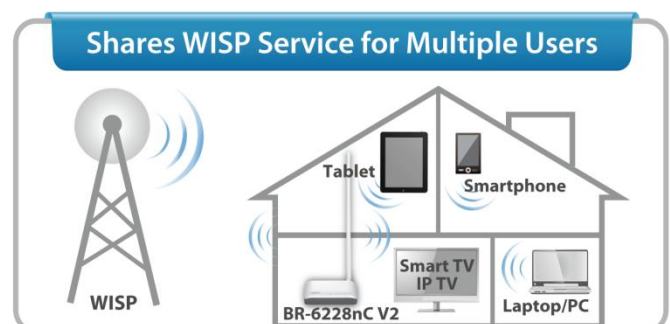 Shares WISP Service for Multiple Users
Tablet
Smartphone
WISP
BR-6228nC V2
Smart TV
IP TV
Laptop/PC